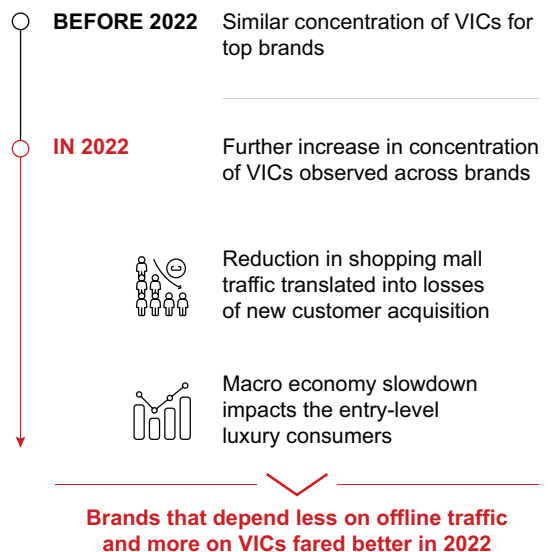 BEFORE 2022
Similar concentration of VICs for
top brands
IN 2022
Further increase in concentration
of VICs observed across brands
Reduction in shopping mall
traffic translated into losses
of new customer acquisition
Macro economy slowdown
impacts the entry-level
luxury consumers
Brands that depend less on offline traffic
and more on VICs fared better in 2022